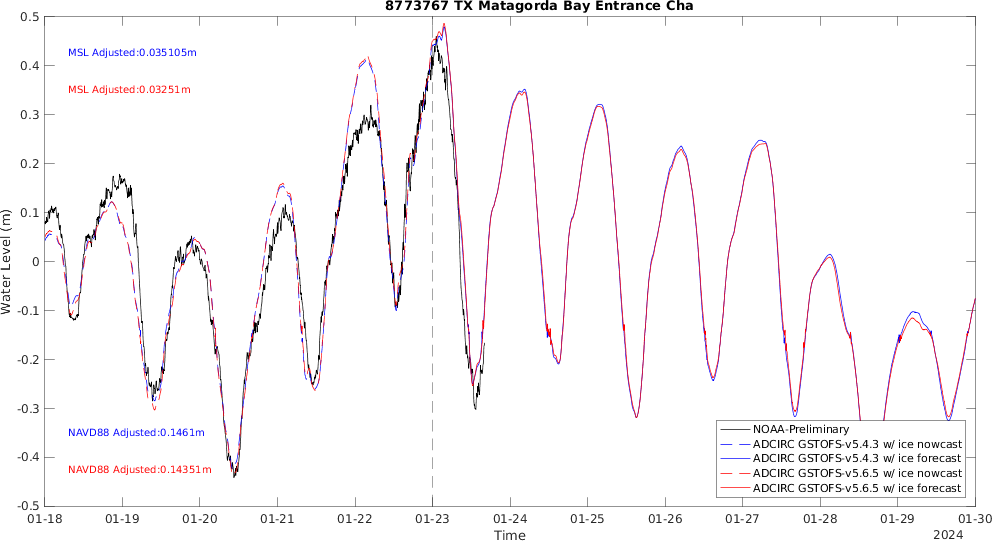 8773767 TX Matagorda Bay Entrance Cha
0.5
0.4
0.3
0.2
0.1
0
-0.1
-0.2
-0.3
-0.4
-0.5
Water Level (m)
MSL Adjusted:0.035105m
MSL Adjusted:0.03251m
NAVD88 Adjusted:0.1461m
NAVD88 Adjusted:0.14351m
NOAA-Preliminary
ADCIRC GSTOFS-v5.4.3 w/ ice nowcast
ADCIRC GSTOFS-v5.4.3 w/ ice forecast
ADCIRC GSTOFS-v5.6.5 w/ ice nowcast
ADCIRC GSTOFS-v5.6.5 w/ ice forecast
01-18 01-19 01-20 01-21 01-22 01-23 01-24 01-25 01-26 01-27 01-28 01-29 01-30
Time
2024